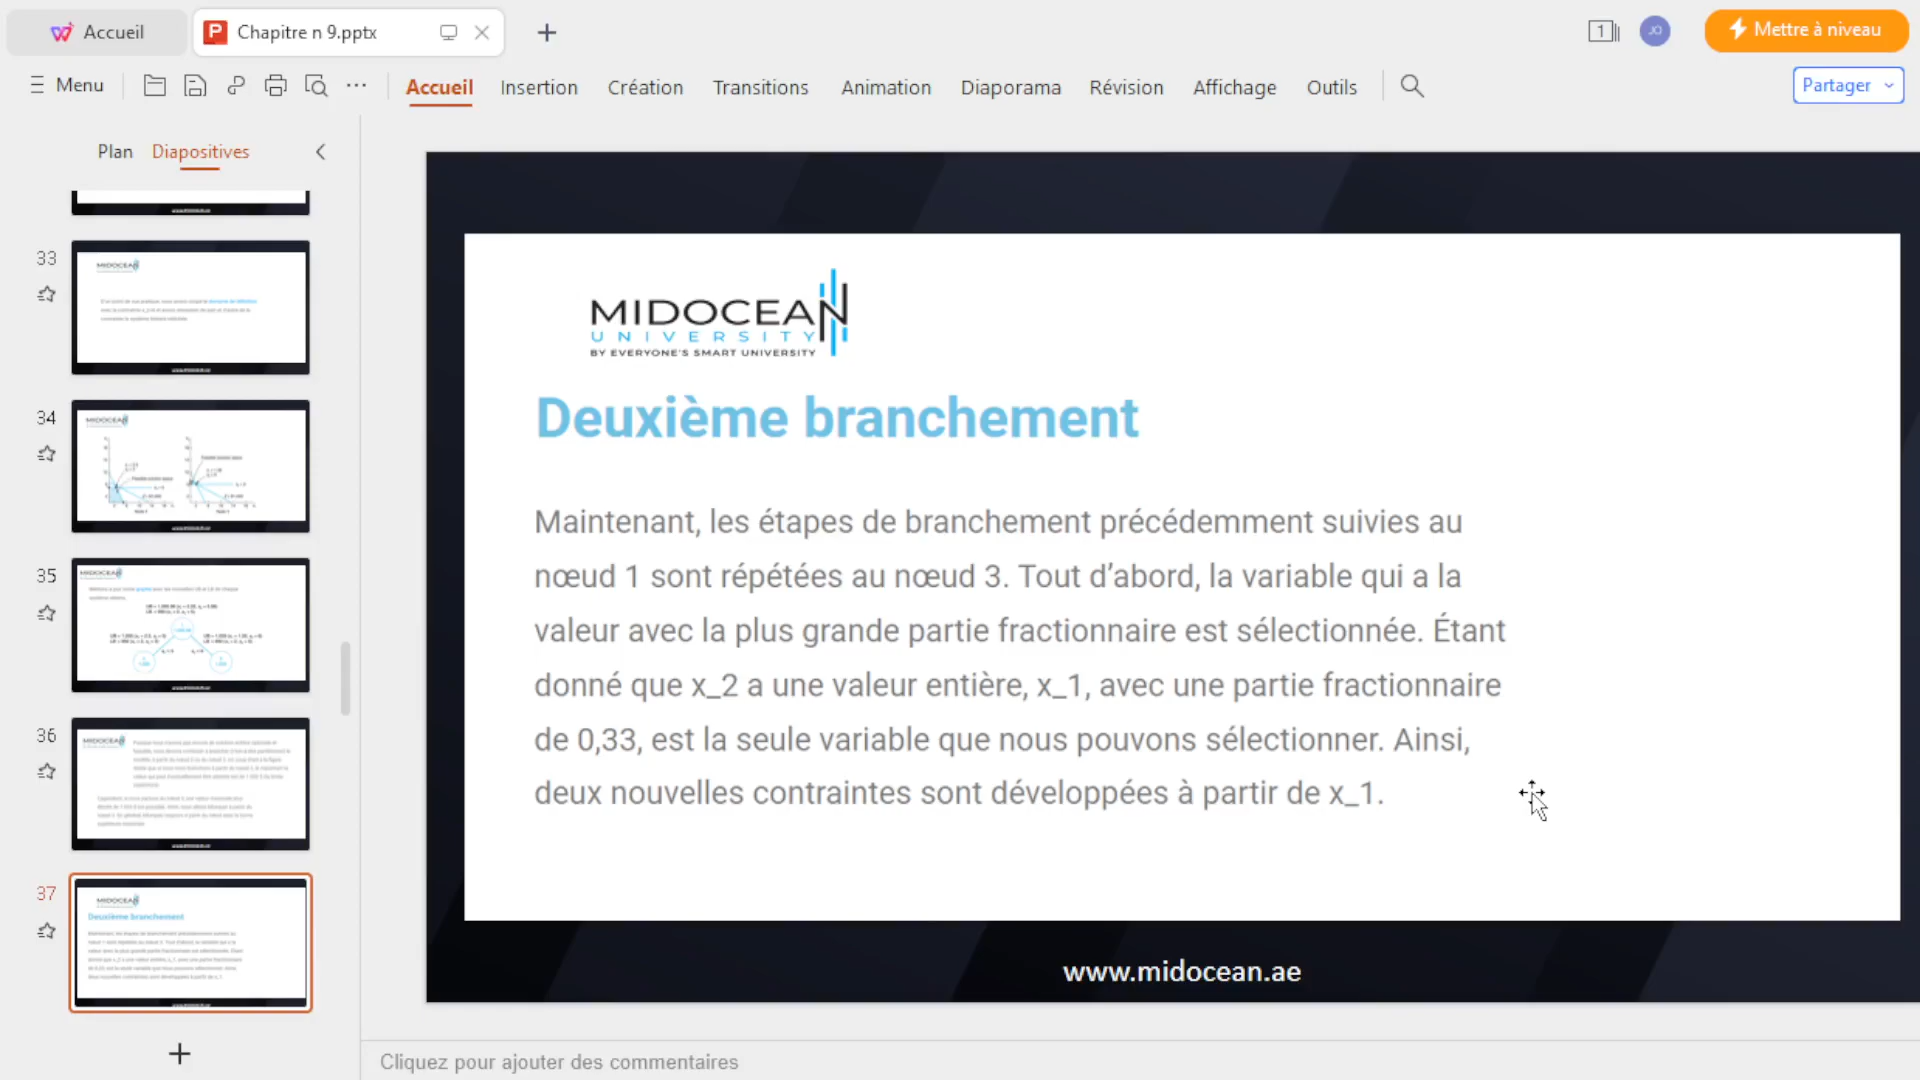 Accueil
Chapitre n 9.pptx
1
JO
Mettre à niveau
Menu
Accueil
Insertion
Création
Transitions
Animation
Diaporama
Révision
Affichage
Outils
Partager
Plan
Diapositives
33
34
35
36
37
MIDOCEAN
UNIVERSITY
BY EVERYONE'S SMART UNIVERSITY
Deuxième branchement
Maintenant, les étapes de branchement précédemment suivies au
nœud 1 sont répétées au nœud 3. Tout d’abord, la variable qui a la
valeur avec la plus grande partie fractionnaire est sélectionnée. Étant
donné que x_2 a une valeur entière, x_1, avec une partie fractionnaire
de 0,33, est la seule variable que nous pouvons sélectionner. Ainsi,
deux nouvelles contraintes sont développées à partir de x_1.
www.midocean.ae
Cliquez pour ajouter des commentaires